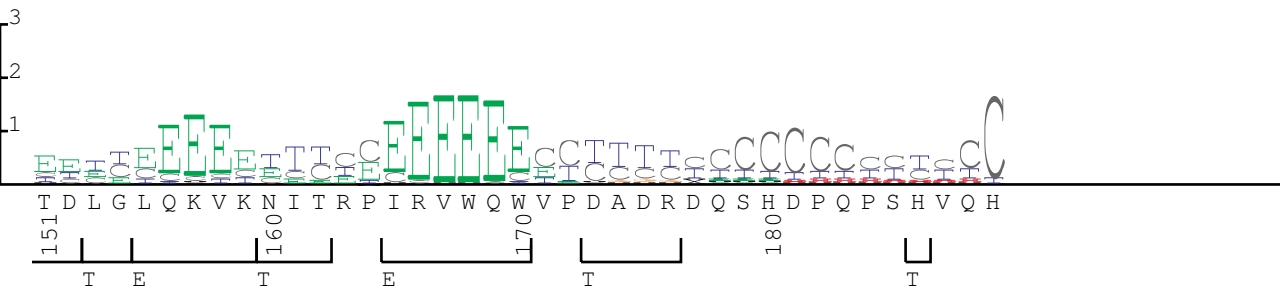 3
2
1
E E T T E E E E E T T T C C E E E E E E C C T T T T C C C C C C C C C T C C C
T D L G L Q K V K N I T R P I R V W Q W V P D A D R D Q S H D P Q P S H V Q H
151 160 170 180
T E T E T T